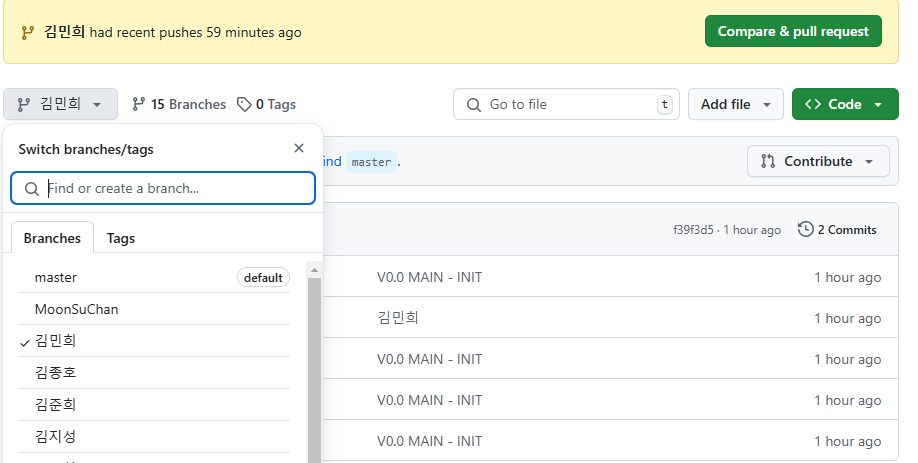 김민희 had recent pushes 59 minutes ago
Compare & pull request
김민희
15 Branches
0 Tags
Go to file
t
Add file
Code
Switch branches/tags
ind master .
Contribute
Find or create a branch...
Branches
Tags
f39f3d5 · 1 hour ago
2 Commits
master
default
V0.0 MAIN - INIT
1 hour ago
MoonSuChan
김민희
1 hour ago
김민희
V0.0 MAIN - INIT
1 hour ago
김종호
김준희
V0.0 MAIN - INIT
1 hour ago
김지성
V0.0 MAIN - INIT
1 hour ago